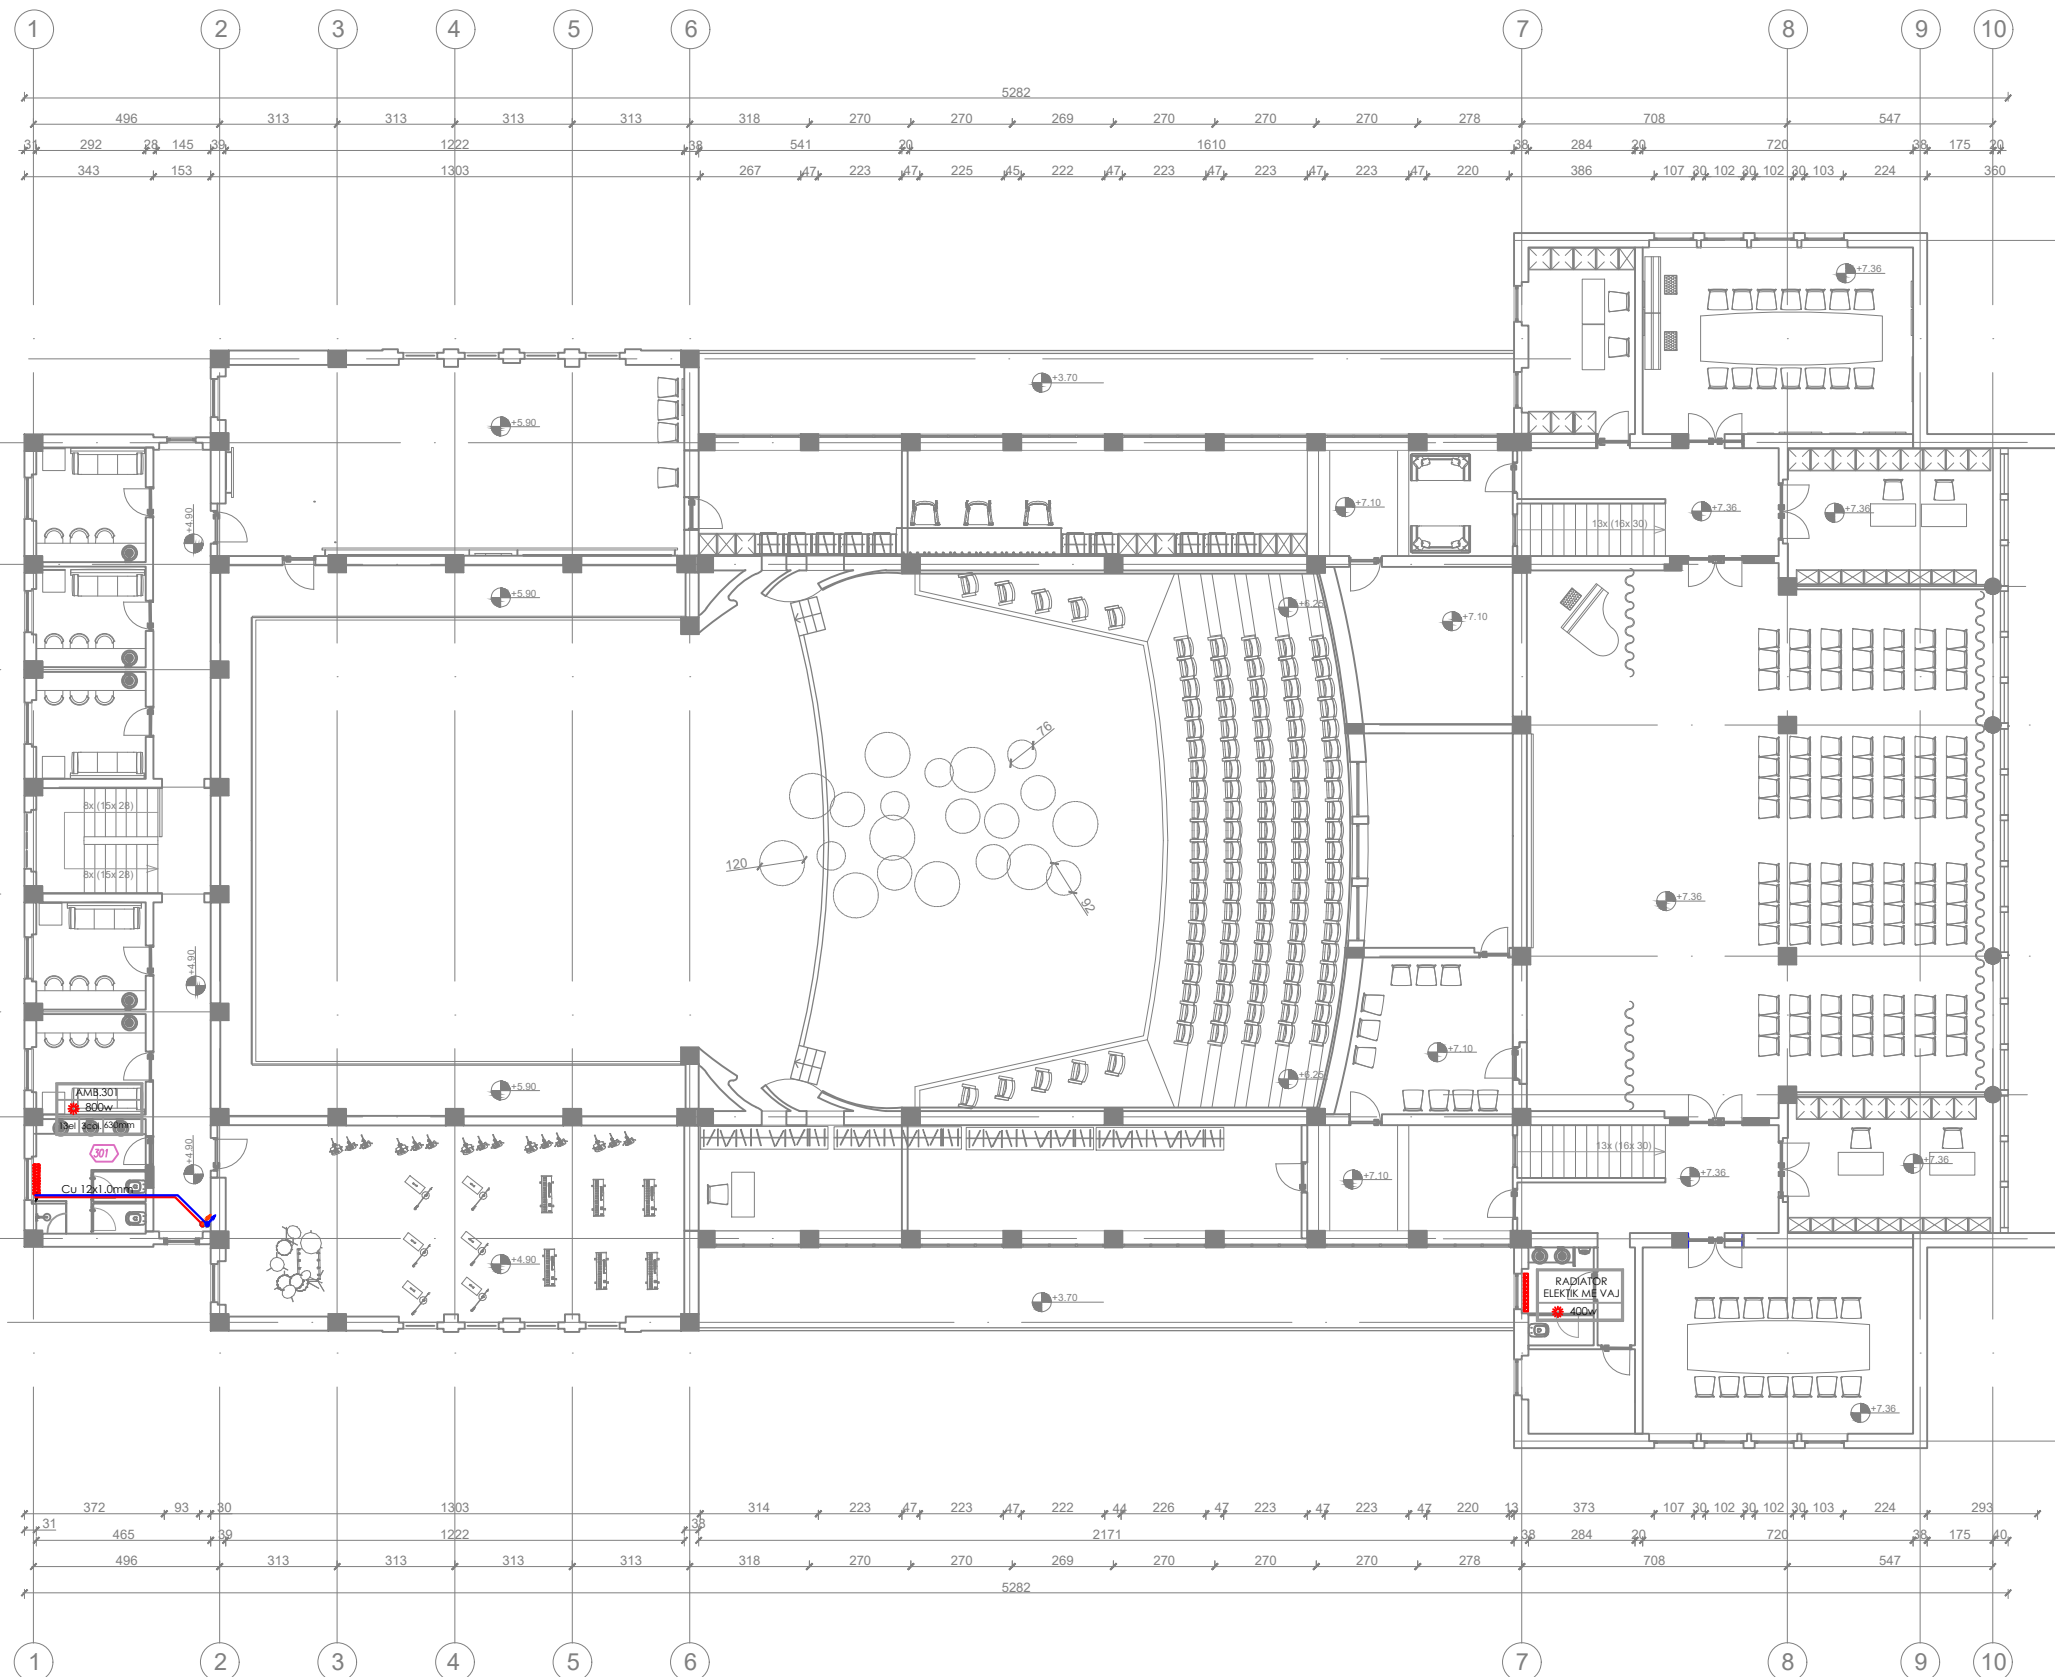 1 2 3 4 5 6 7 8 9 10
5282
496 313 313 313 313 318 270 270 269 270 270 270 278 708 547
31 292 28 145 39 1222 38 541 20 1610 38 284 20 720 38 175 20
343 153 1303 267 47 223 47 225 45 222 47 223 47 223 47 223 47 220 386 107 30 102 30 102 30 103 224 360
+7.36
+3.70
+5.90
+4.90
+7.10
+7.36
+7.36
13x (16x 30)
+5.90
+6.25
+7.10
76
8x (15x 28)
120
8x (15x 28)
92
+7.36
+4.90
+7.10
+6.25
+5.90
AMB.301
800w
13el 3col. 630mm
301
+4.90
13x (16x 30)
+7.36
+7.36
+7.10
Cu 12x1.0mm
+4.90
RADIATOR
ELEKTIK ME VAJ
400w
+3.70
+7.36
372 93 30 1303 314 223 47 223 47 222 44 226 47 223 47 223 47 220 13 373 107 30 102 30 102 30 103 224 293
31 38
465 39 1222 2171 38 284 20 720 38 175 40
496 313 313 313 313 318 270 270 269 270 270 270 278 708 547
5282
1 2 3 4 5 6 7 8 9 10